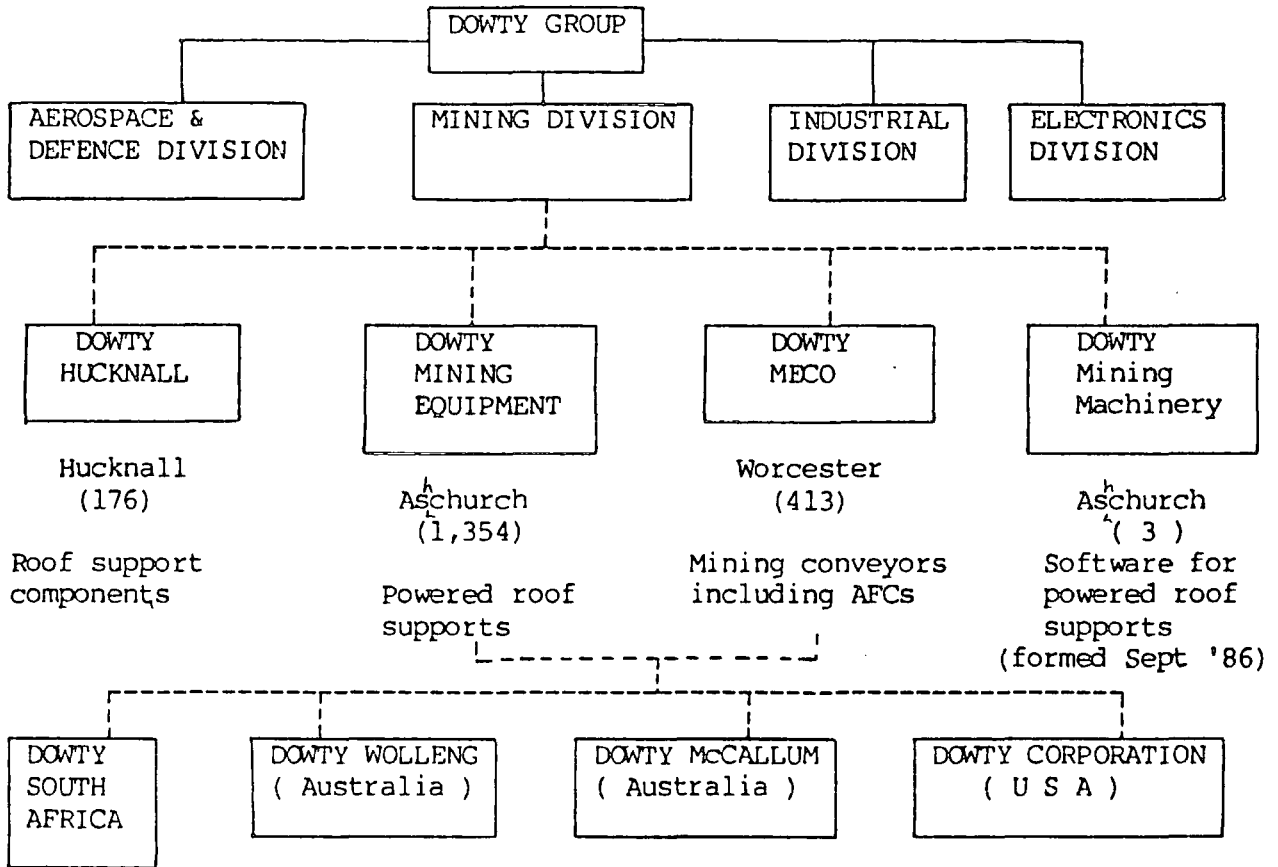 DOWTY GROUP
AEROSPACE &
DEFENCE DIVISION
MINING DIVISION
INDUSTRIAL
DIVISION
ELECTRONICS
DIVISION
DOWTY
HUCKNALL
DOWTY
MINING
EQUIPMENT
DOWTY
MECO
DOWTY
Mining
Machinery
Hucknall
(176)
Roof support
components
Ashchurch
(1,354)
Powered roof
supports
Worcester
(413)
Mining conveyors
including AFCs
Ashchurch
( 3 )
Software for
powered roof
supports
(formed Sept '86)
DOWTY
SOUTH
AFRICA
DOWTY WOLLENG
( Australia )
DOWTY McCALLUM
( Australia )
DOWTY CORPORATION
( U S A )